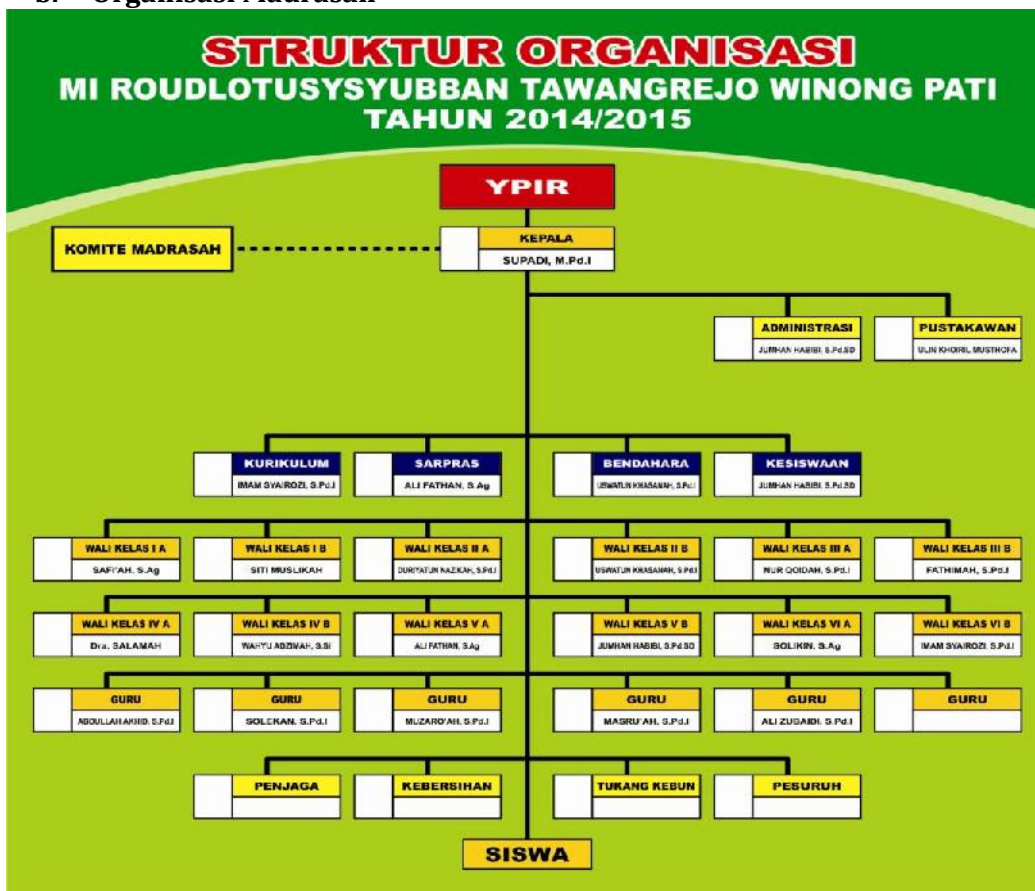 b. Organisasi Madrasah
STRUKTUR ORGANISASI
MI ROUDLOTUSYSYUBBAN TAWANGREJO WINONG PATI
TAHUN 2014/2015
YPIR
KOMITE MADRASAH
KEPALA
SUPADI, M.Pd.I
ADMINISTRASI
JUMHAN HABIBI, S.Pd.SD
PUSTAKAWAN
ULIN KHOIRIL MUSTHOFA
KURIKULUM
IMAM SYAIROZI, S.Pd.I
SARPRAS
ALI FATHAN, S.Ag
BENDAHARA
USWATUN KHASANAH, S.Pd.I
KESISWAAN
JUMHAN HABIBI, S.Pd.SD
WALI KELAS I A
SAFI'AH, S.Ag
WALI KELAS I B
SITI MUSLIKAH
WALI KELAS II A
DURIYATUN NAZIKAH, S.Pd.I
WALI KELAS II B
USWATUN KHASANAH, S.Pd.I
WALI KELAS III A
NUR QOIDAH, S.Pd.I
WALI KELAS III B
FATHIMAH, S.Pd.I
WALI KELAS IV A
Dra. SALAMAH
WALI KELAS IV B
WAHYU ADZIMAH, S.Si
WALI KELAS V A
ALI FATHAN, S.Ag
WALI KELAS V B
JUMHAN HABIBI, S.Pd.SD
WALI KELAS VI A
SOLIKIN, S.Ag
WALI KELAS VI B
IMAM SYAIROZI, S.Pd.I
GURU
ABDULLAH AKHID, S.Pd.I
GURU
SOLEKAN, S.Pd.I
GURU
MUZARO'AH, S.Pd.I
GURU
MASRU'AH, S.Pd.I
GURU
ALI ZUBAIDI, S.Pd.I
GURU
PENJAGA
KEBERSIHAN
TUKANG KEBUN
PESURUH
SISWA